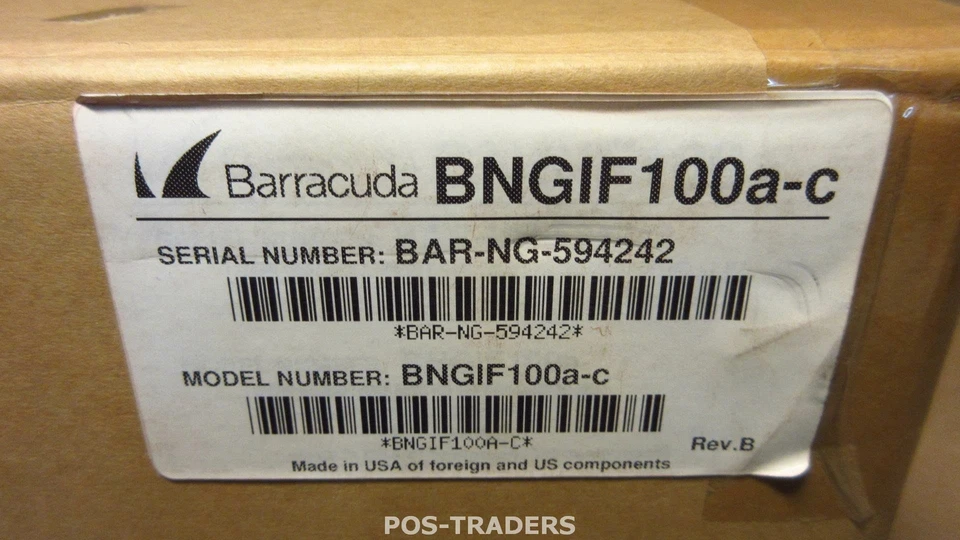 Barracuda BNGIF100a-c
SERIAL NUMBER: BAR-NG-594242
*BAR-NG-594242*
MODEL NUMBER: BNGIF100a-c
*BNGIF100A-C*
Rev.B
Made in USA of foreign and US components
POS-TRADERS